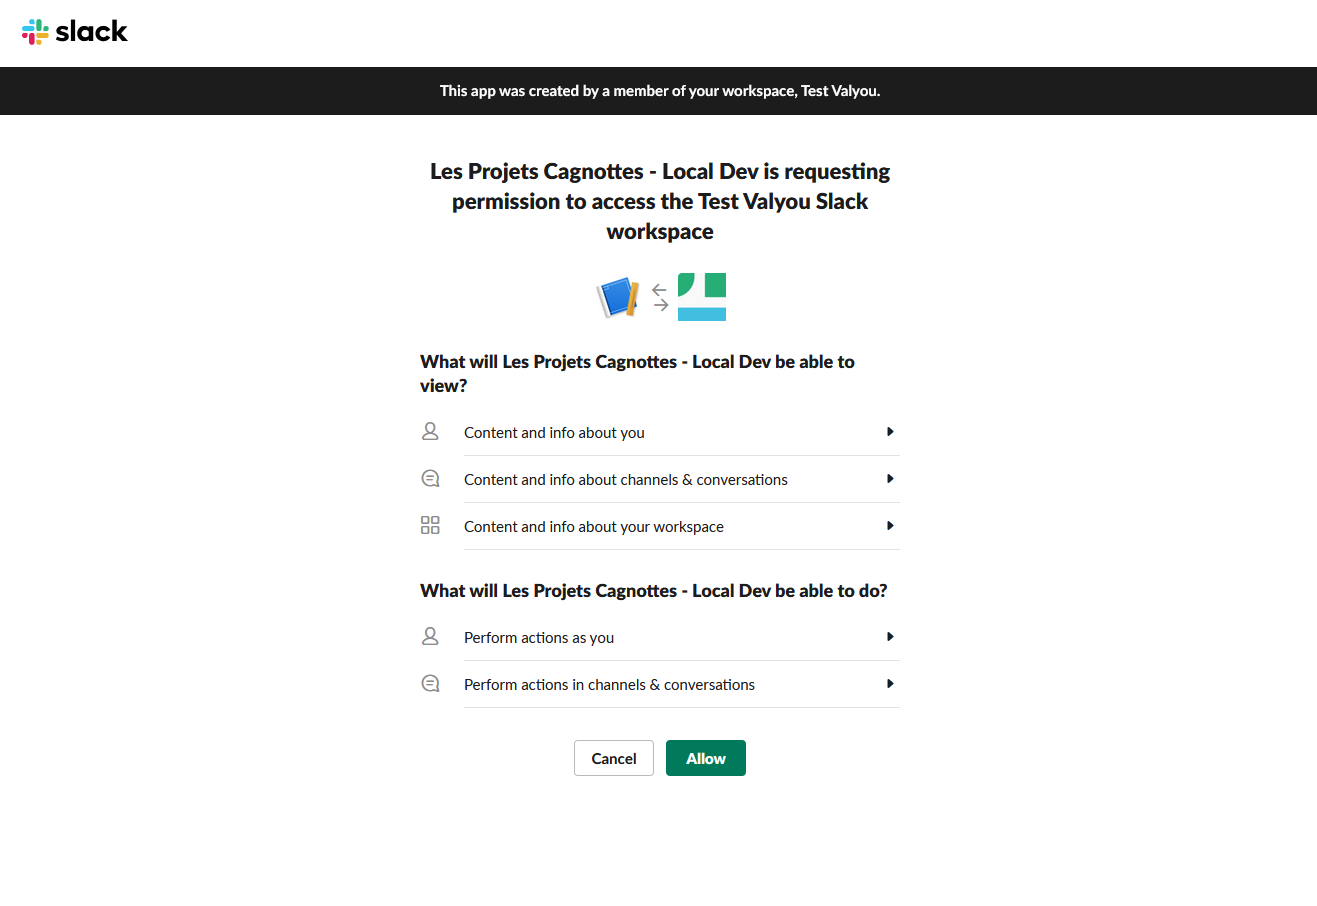 slack
This app was created by a member of your workspace, Test Valyou.
Les Projets Cagnottes - Local Dev is requesting
permission to access the Test Valyou Slack
workspace
What will Les Projets Cagnottes - Local Dev be able to
view?
Content and info about you
Content and info about channels & conversations
Content and info about your workspace
What will Les Projets Cagnottes - Local Dev be able to do?
Perform actions as you
Perform actions in channels & conversations
Cancel
Allow